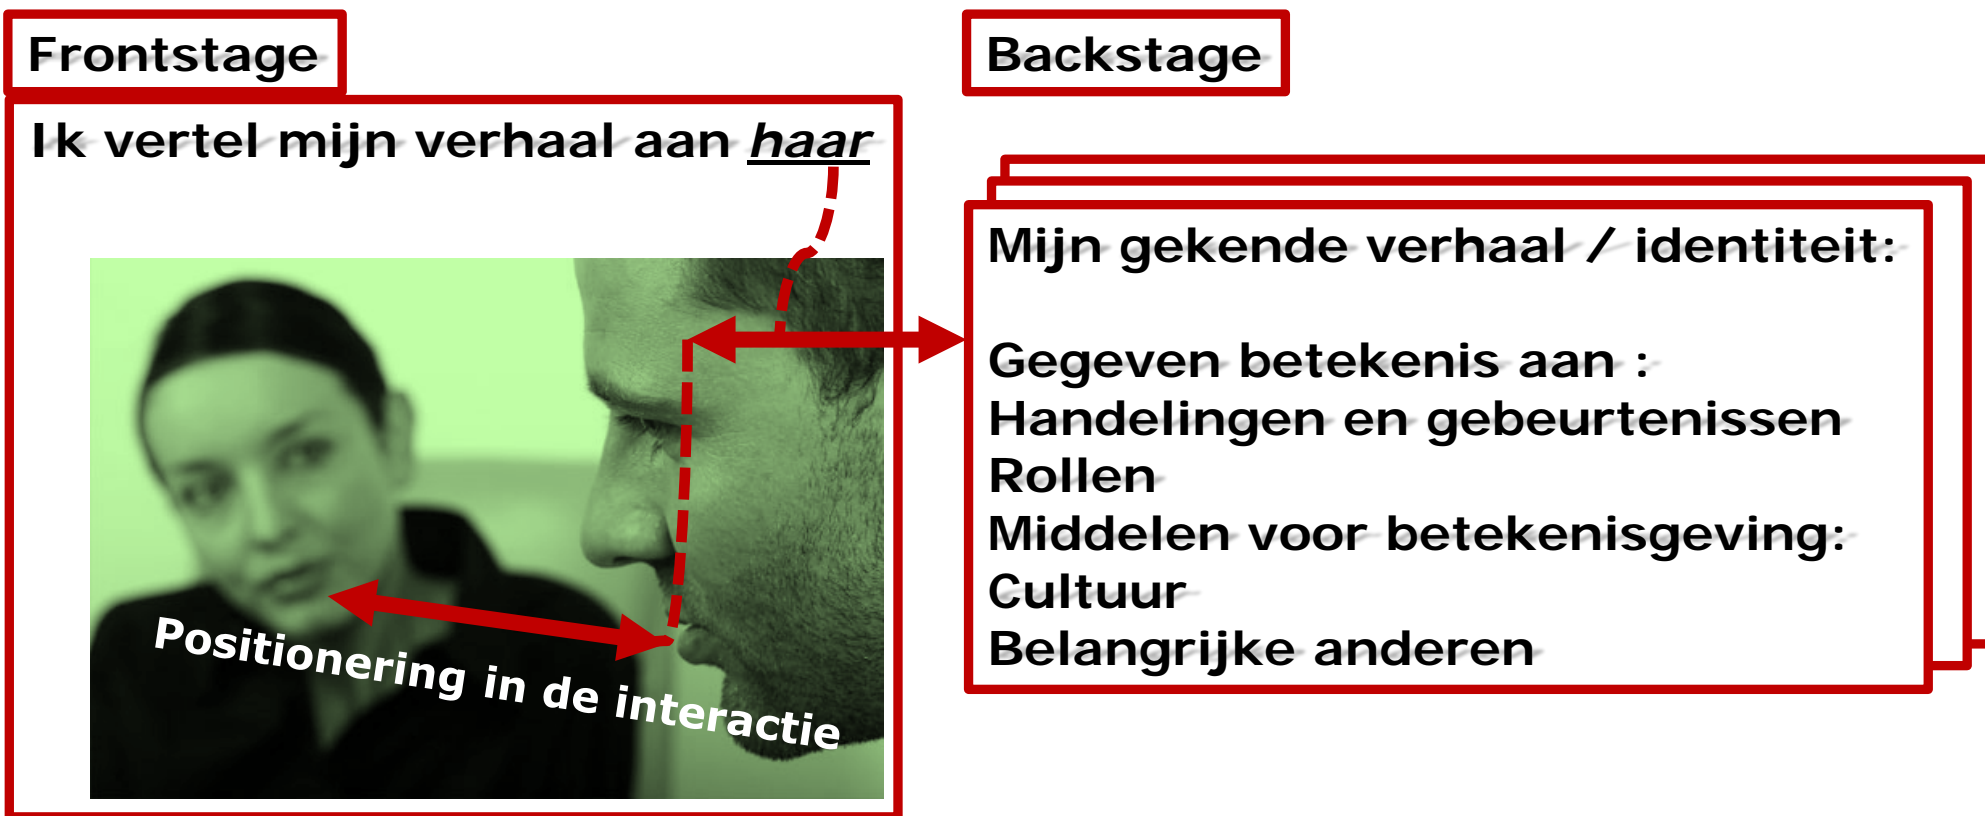 Frontstage
Ik vertel mijn verhaal aan haar
Positionering in de interactie
Backstage
Mijn gekende verhaal / identiteit:
Gegeven betekenis aan :
Handelingen en gebeurtenissen
Rollen
Middelen voor betekenisgeving:
Cultuur
Belangrijke anderen